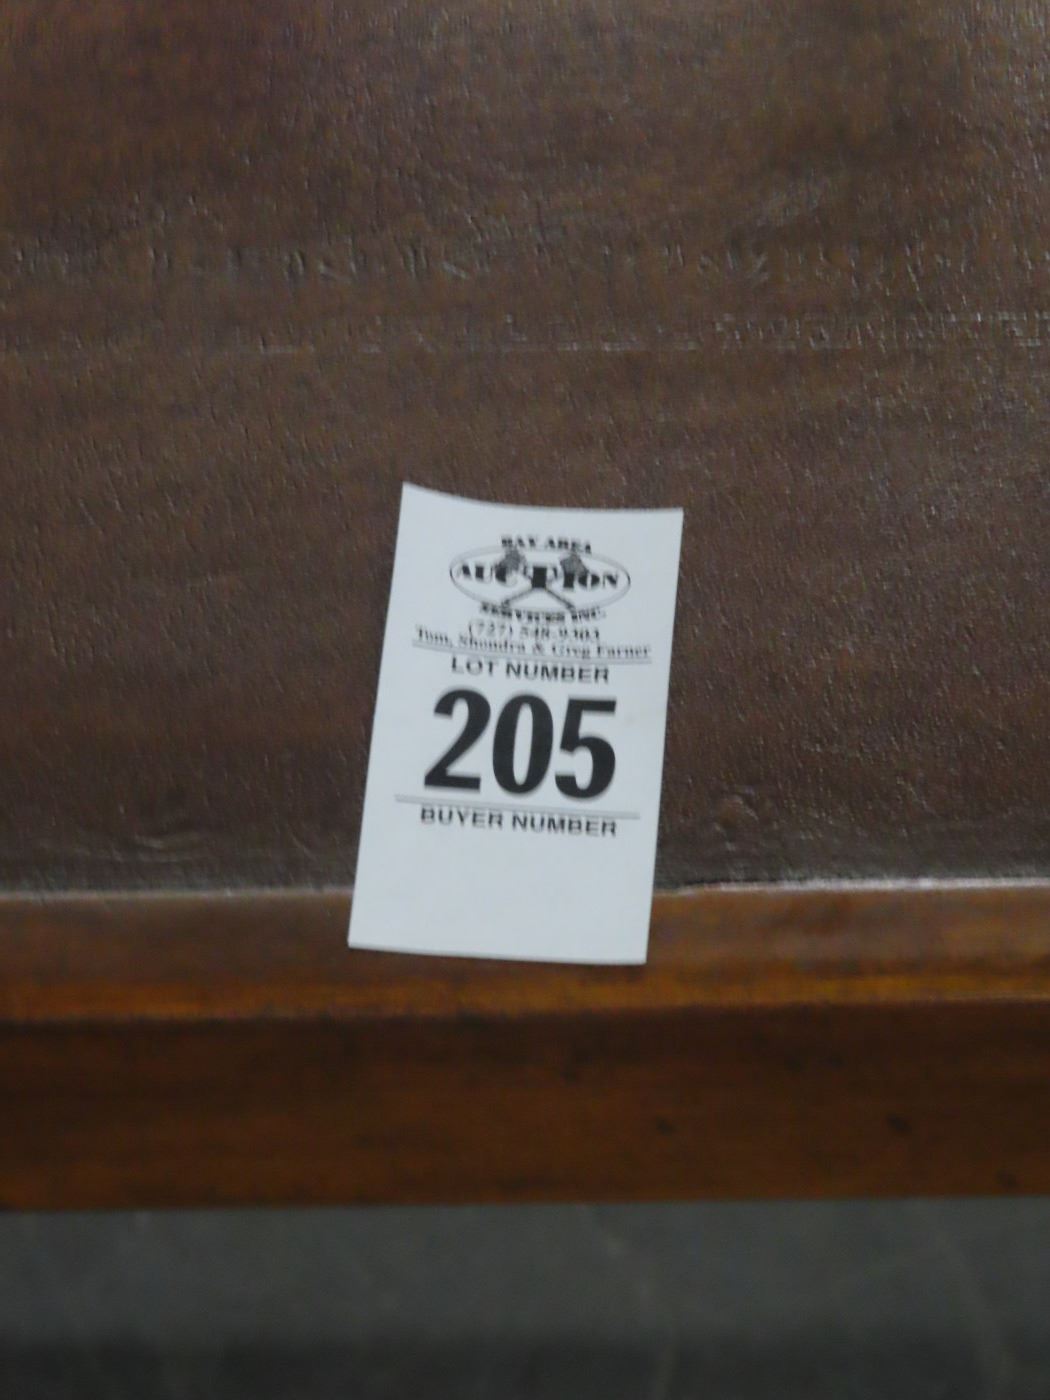 BAY AREA
AUCTION
SERVICES INC.
(727) 548-9303
Tom, Shondra & Greg Farner
LOT NUMBER
205
BUYER NUMBER